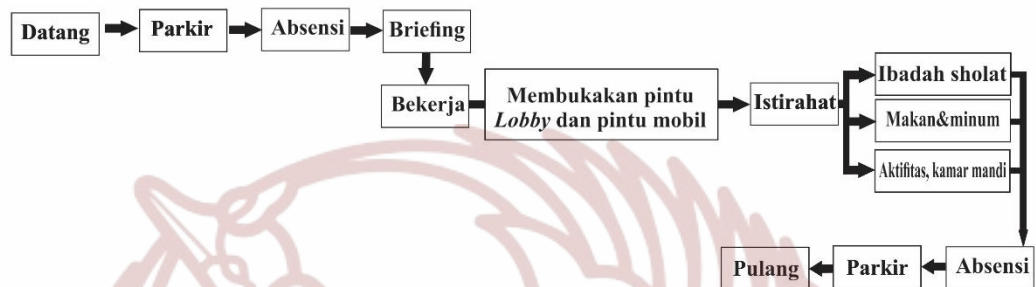 Datang
Parkir
Absensi
Briefing
Bekerja
Membukakan pintu
Lobby dan pintu mobil
Istirahat
Ibadah sholat
Makan&minum
Aktifitas, kamar mandi
Absensi
Parkir
Pulang